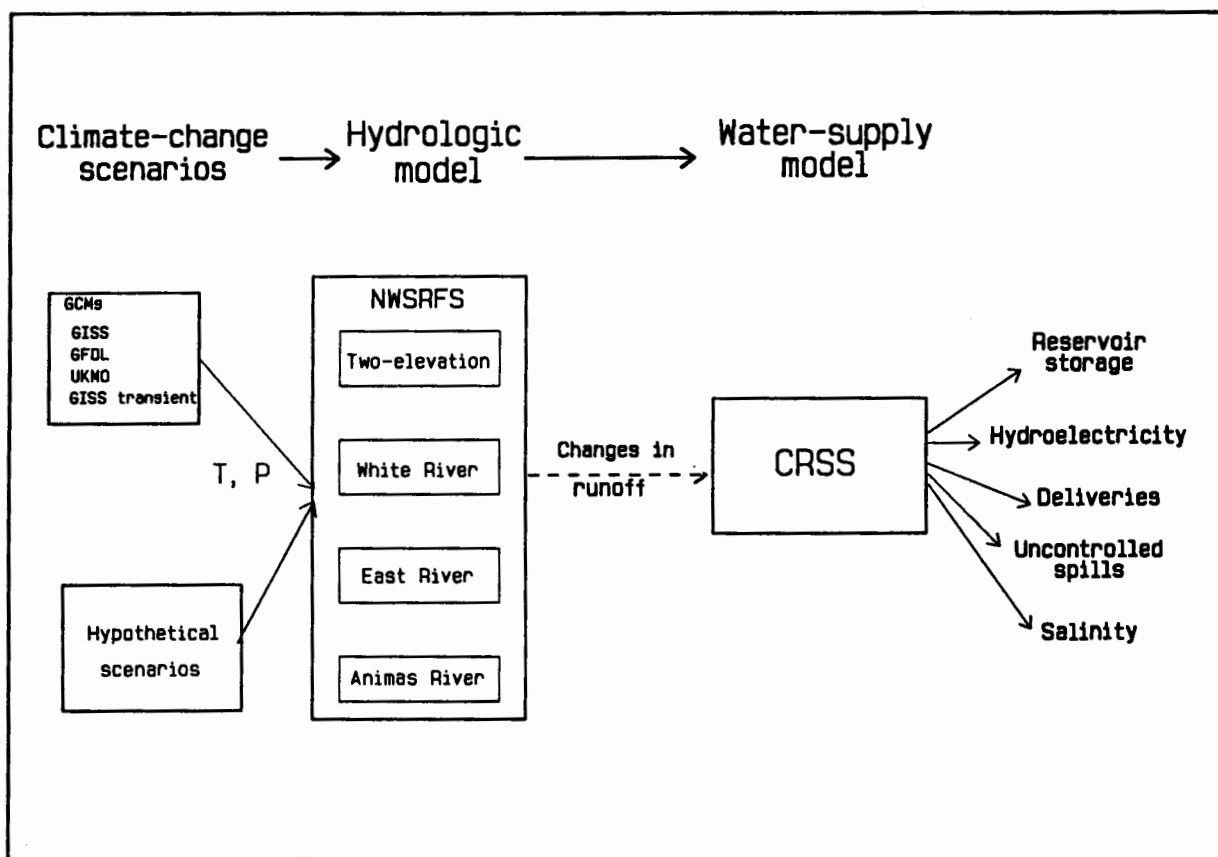 Climate-change
scenarios
Hydrologic
model
Water-supply
model
GCMs
GISS
GFDL
UKMO
GISS transient
T, P
Hypothetical
scenarios
NWSRFS
Two-elevation
White River
East River
Animas River
Changes in
runoff
CRSS
Reservoir
storage
Hydroelectricity
Deliveries
Uncontrolled
spills
Salinity